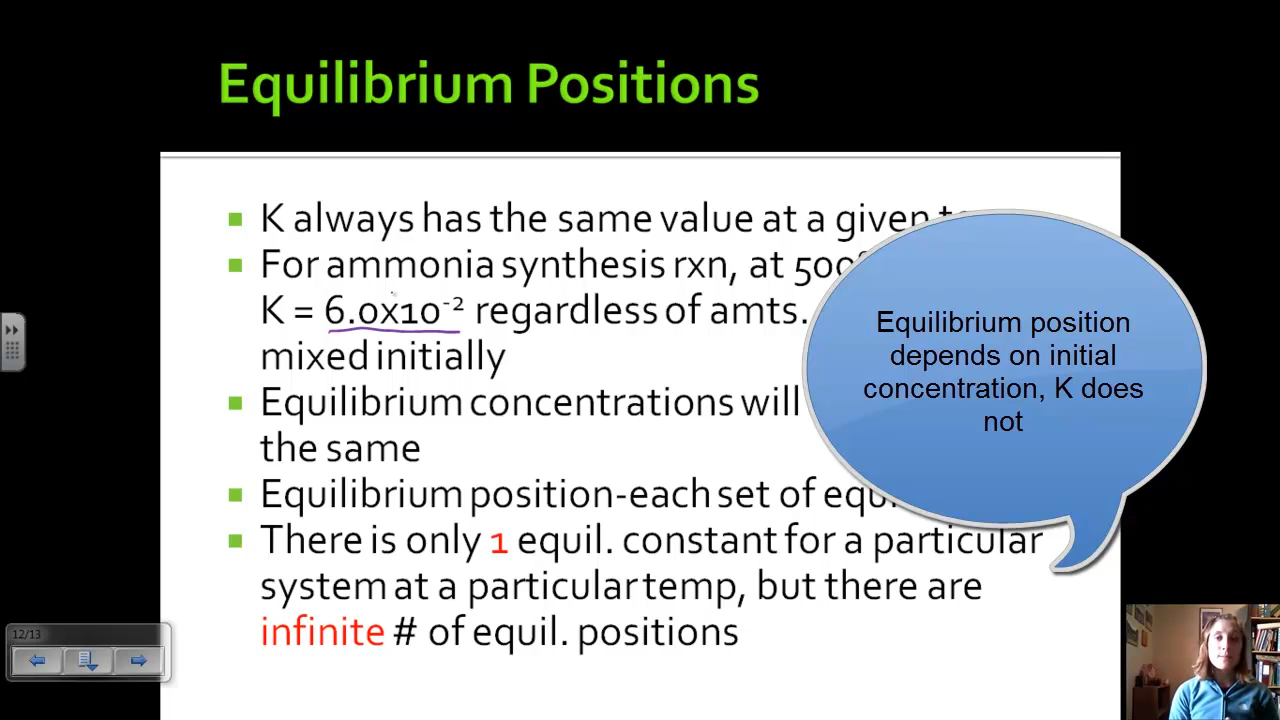 Equilibrium Positions
K always has the same value at a given
For ammonia synthesis rxn, at 500
K = 6.0x10⁻² regardless of amts.
mixed initially
Equilibrium concentrations will
the same
Equilibrium position-each set of
There is only 1 equil. constant for a particular
system at a particular temp, but there are
infinite # of equil. positions
Equilibrium position
depends on initial
concentration, K does
not
12/13